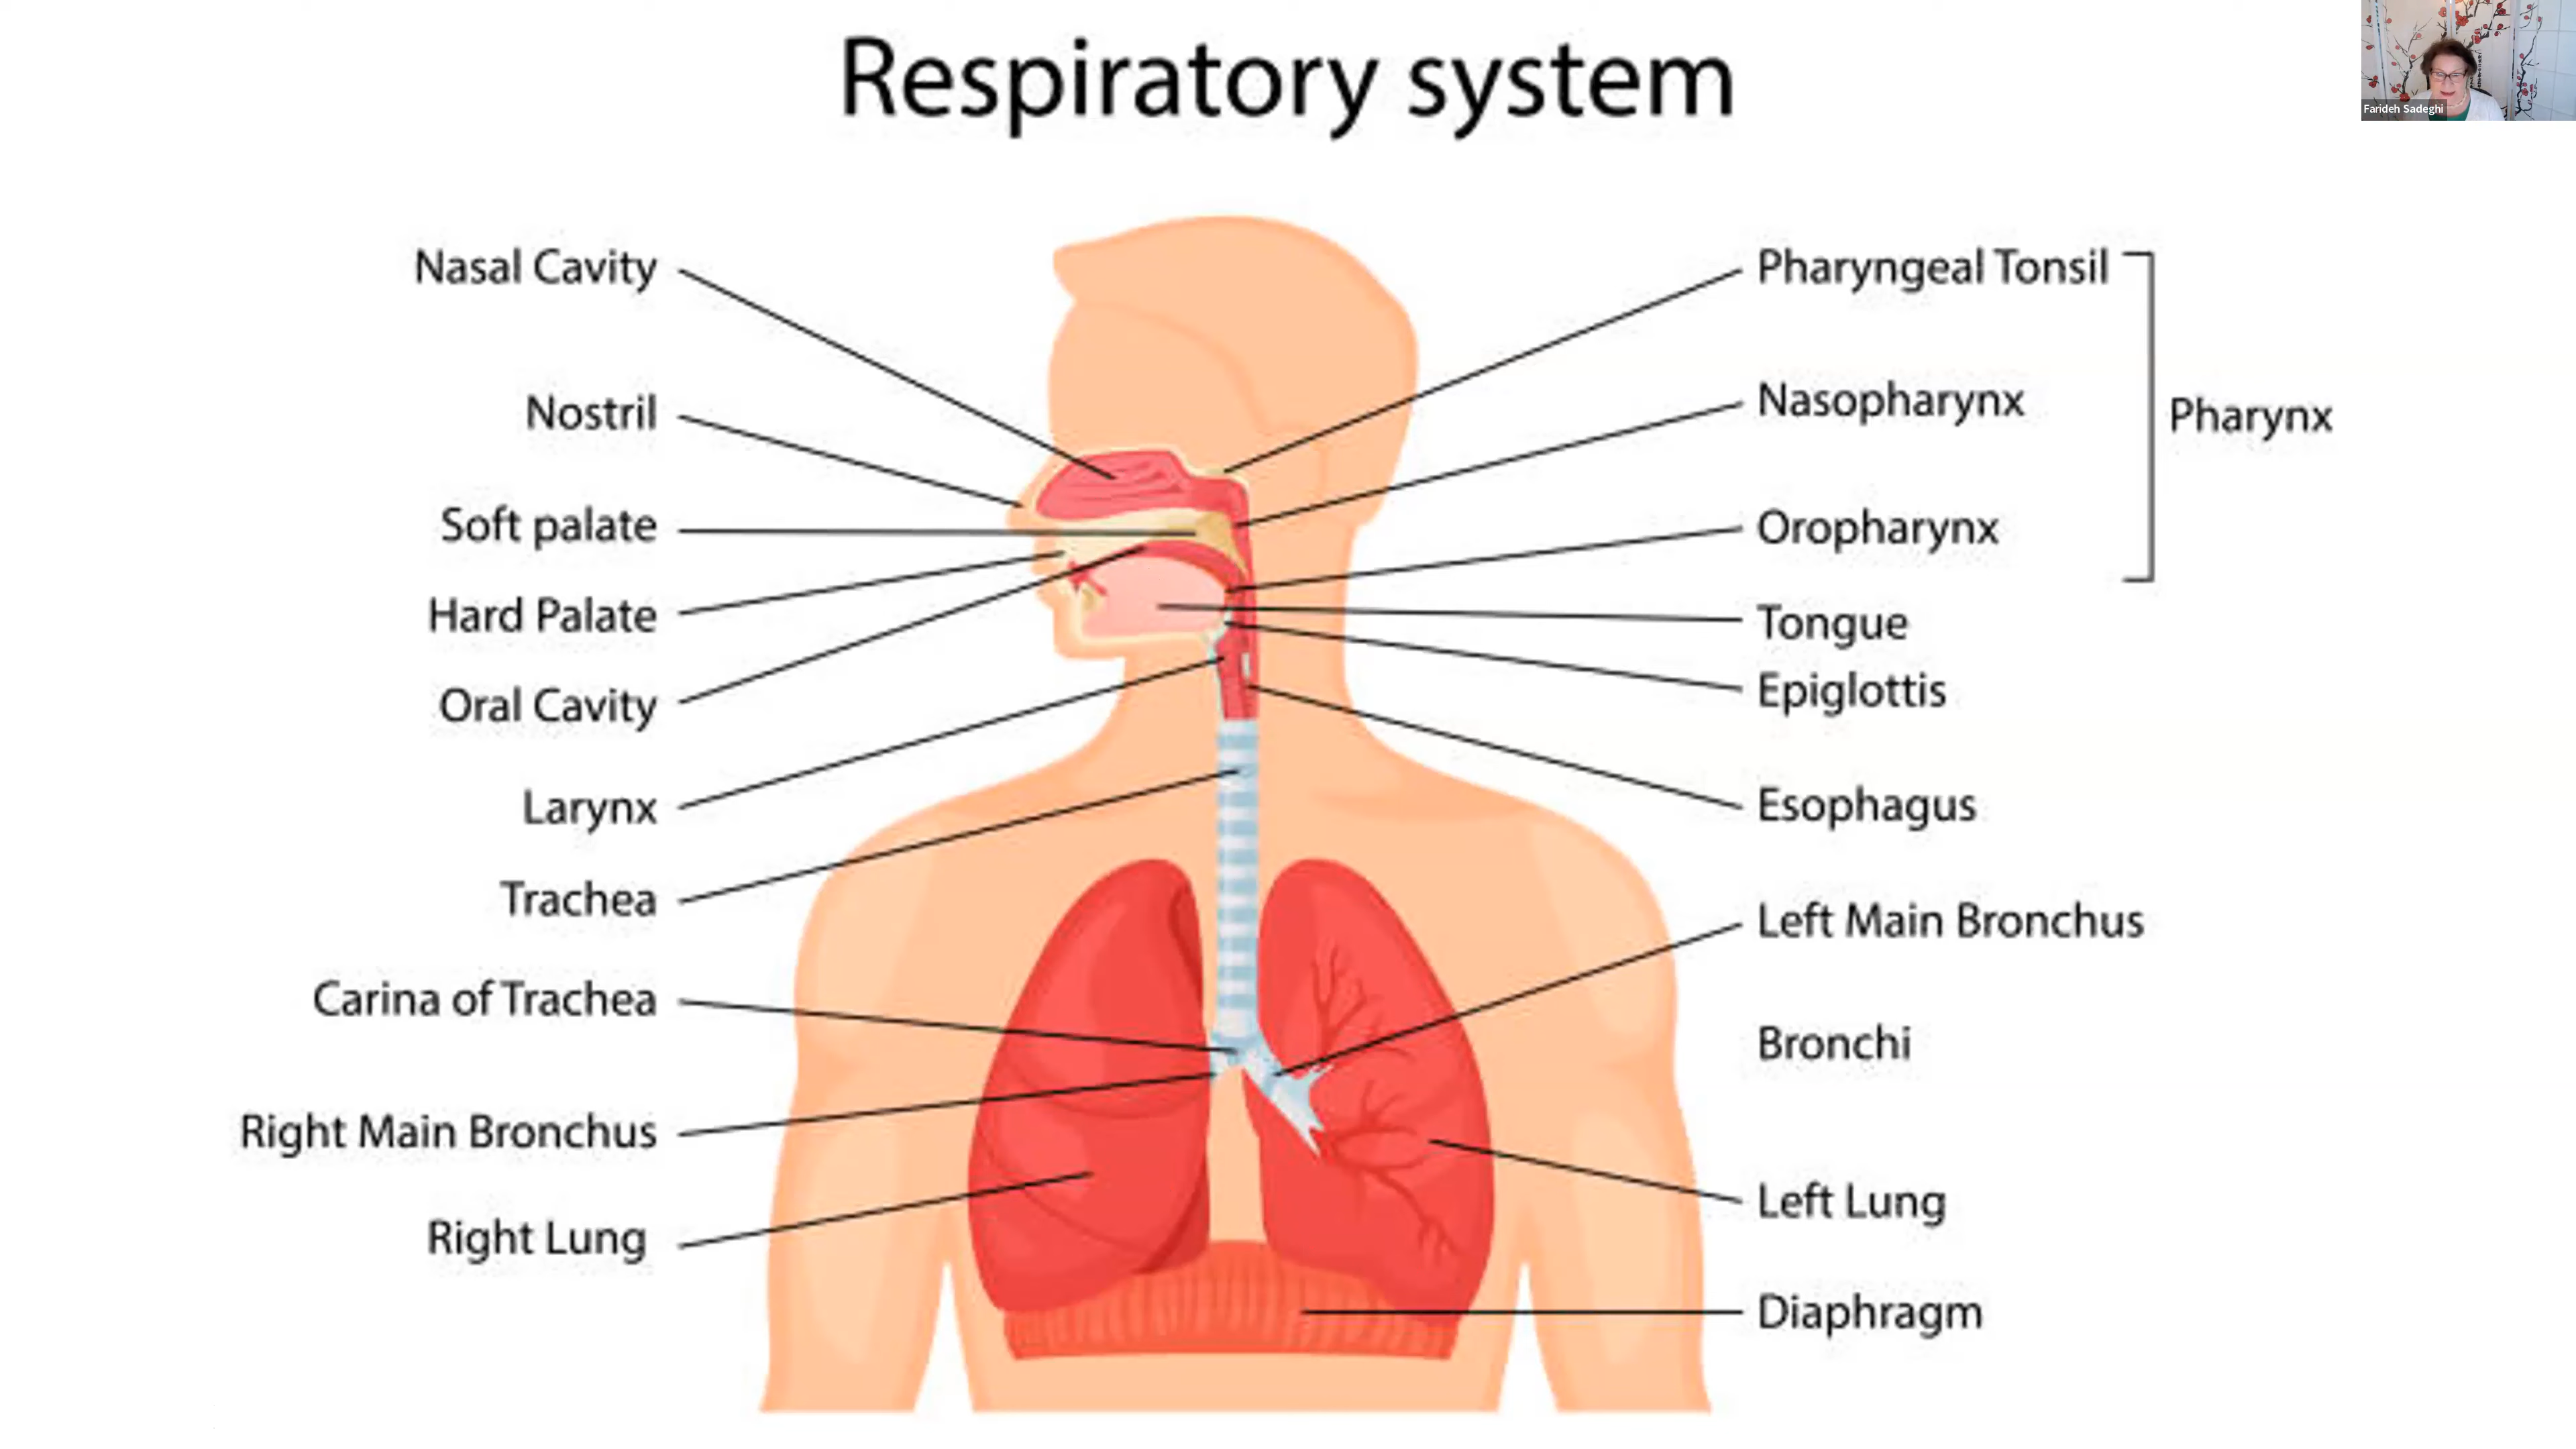 Respiratory system
Farideh Sadeghi
Nasal Cavity
Nostril
Soft palate
Hard Palate
Oral Cavity
Larynx
Trachea
Carina of Trachea
Right Main Bronchus
Right Lung
Pharyngeal Tonsil
Nasopharynx
Pharynx
Oropharynx
Tongue
Epiglottis
Esophagus
Left Main Bronchus
Bronchi
Left Lung
Diaphragm